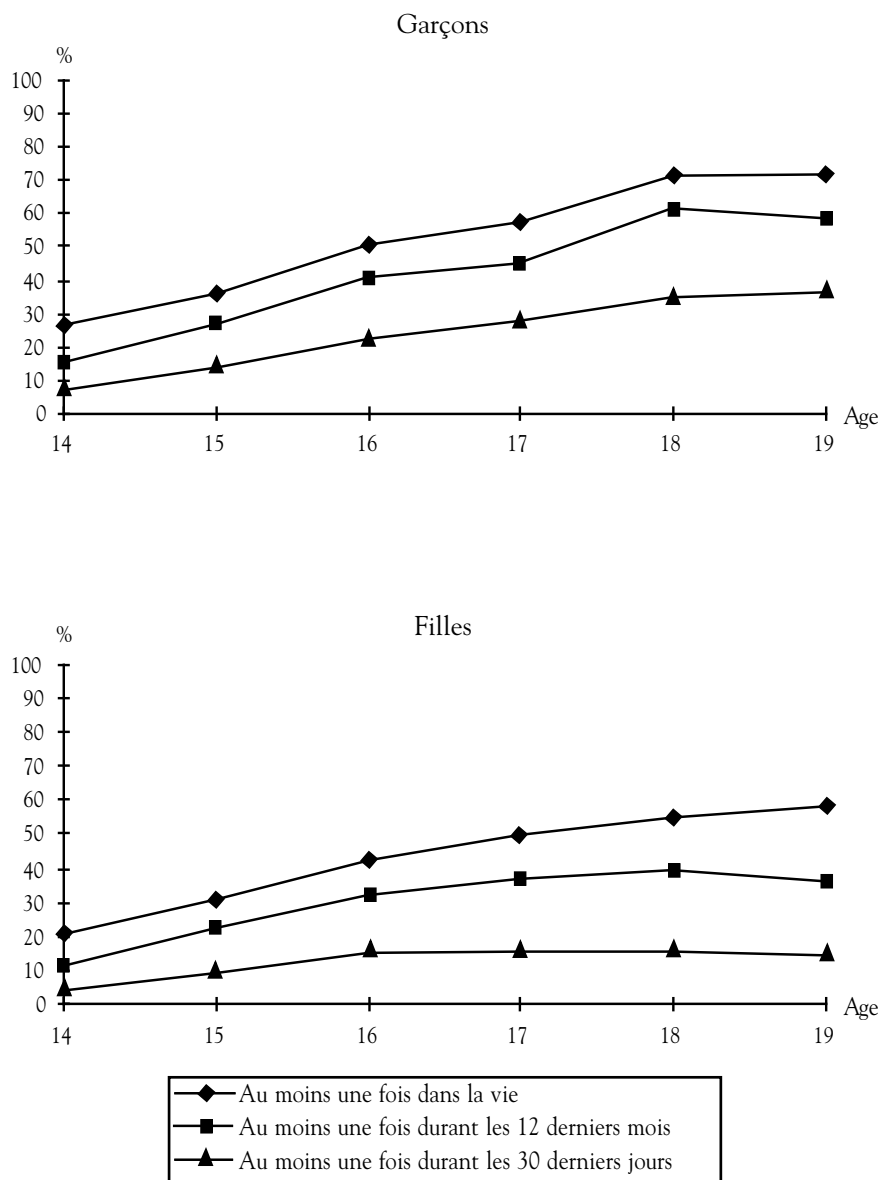 Garçons
%
100
90
80
70
60
50
40
30
20
10
0
Age
14 15 16 17 18 19
Filles
%
100
90
80
70
60
50
40
30
20
10
0
Age
14 15 16 17 18 19
Au moins une fois dans la vie
Au moins une fois durant les 12 derniers mois
Au moins une fois durant les 30 derniers jours